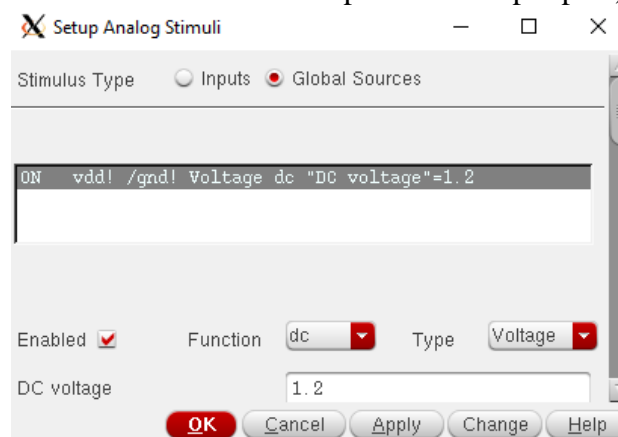 Setup Analog Stimuli
Stimulus Type Inputs Global Sources
ON vdd! /gnd! Voltage dc "DC voltage"=1.2
Enabled Function dc Type Voltage
DC voltage 1.2
OK Cancel Apply Change Help